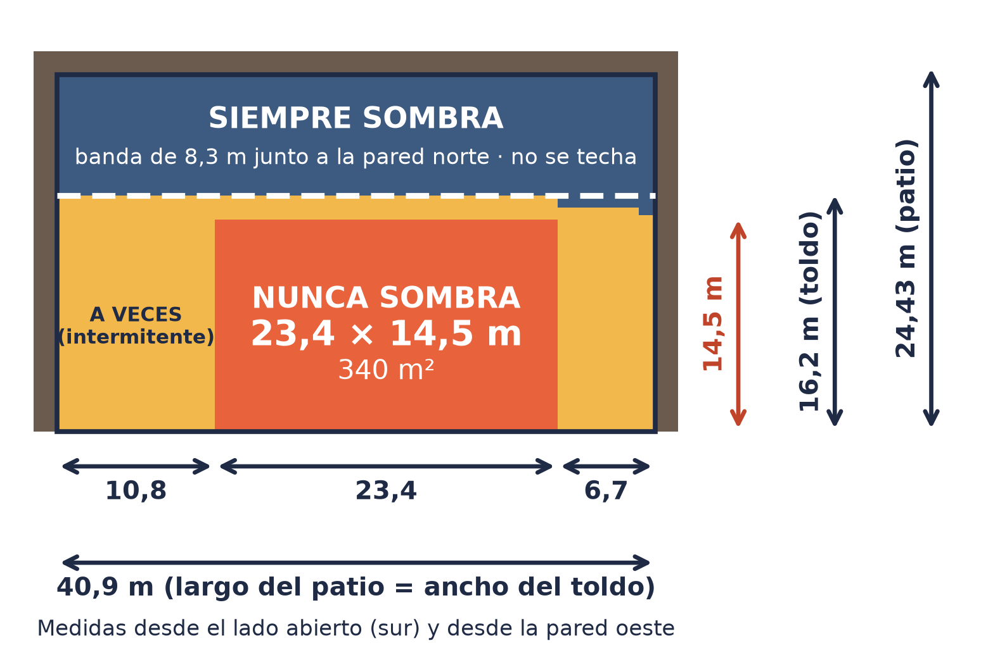 SIEMPRE SOMBRA
banda de 8,3 m junto a la pared norte · no se techa
A VECES
(intermitente)
NUNCA SOMBRA
23,4 × 14,5 m
340 m²
14,5 m
16,2 m (toldo)
24,43 m (patio)
10,8
23,4
6,7
40,9 m (largo del patio = ancho del toldo)
Medidas desde el lado abierto (sur) y desde la pared oeste